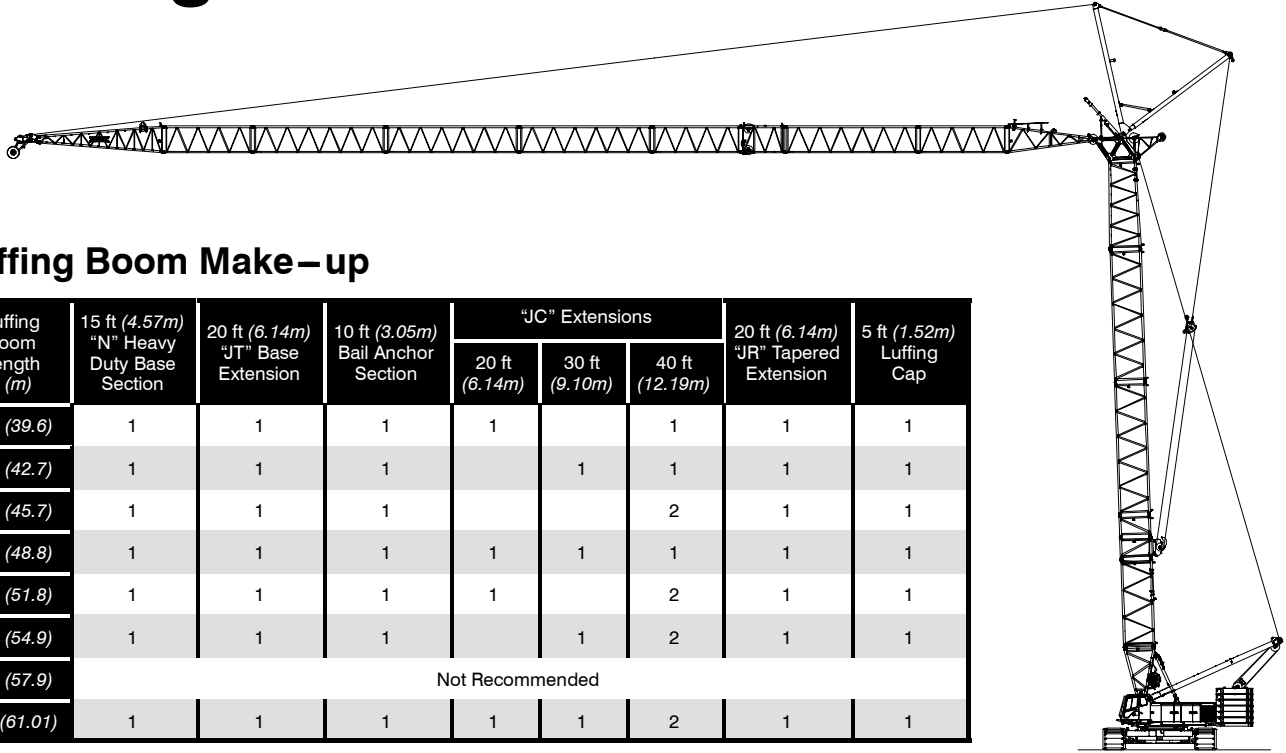 Boom Make–up
15 ft (4.57m) “N” Heavy Duty Base Section
20 ft (6.14m) “JT” Base Extension
10 ft (3.05m) Bail Anchor Section
“JC” Extensions
20 ft (6.14m)
30 ft (9.10m)
40 ft (12.19m)
20 ft (6.14m) “JR” Tapered Extension
5 ft (1.52m) Luffing Cap
(m)
(39.6) 1 1 1 1 1 1 1
(42.7) 1 1 1 1 1 1 1
(45.7) 1 1 1 2 1 1
(48.8) 1 1 1 1 1 1 1 1
(51.8) 1 1 1 1 2 1 1
(54.9) 1 1 1 1 2 1 1
(57.9) Not Recommended
(61.01) 1 1 1 1 1 2 1 1